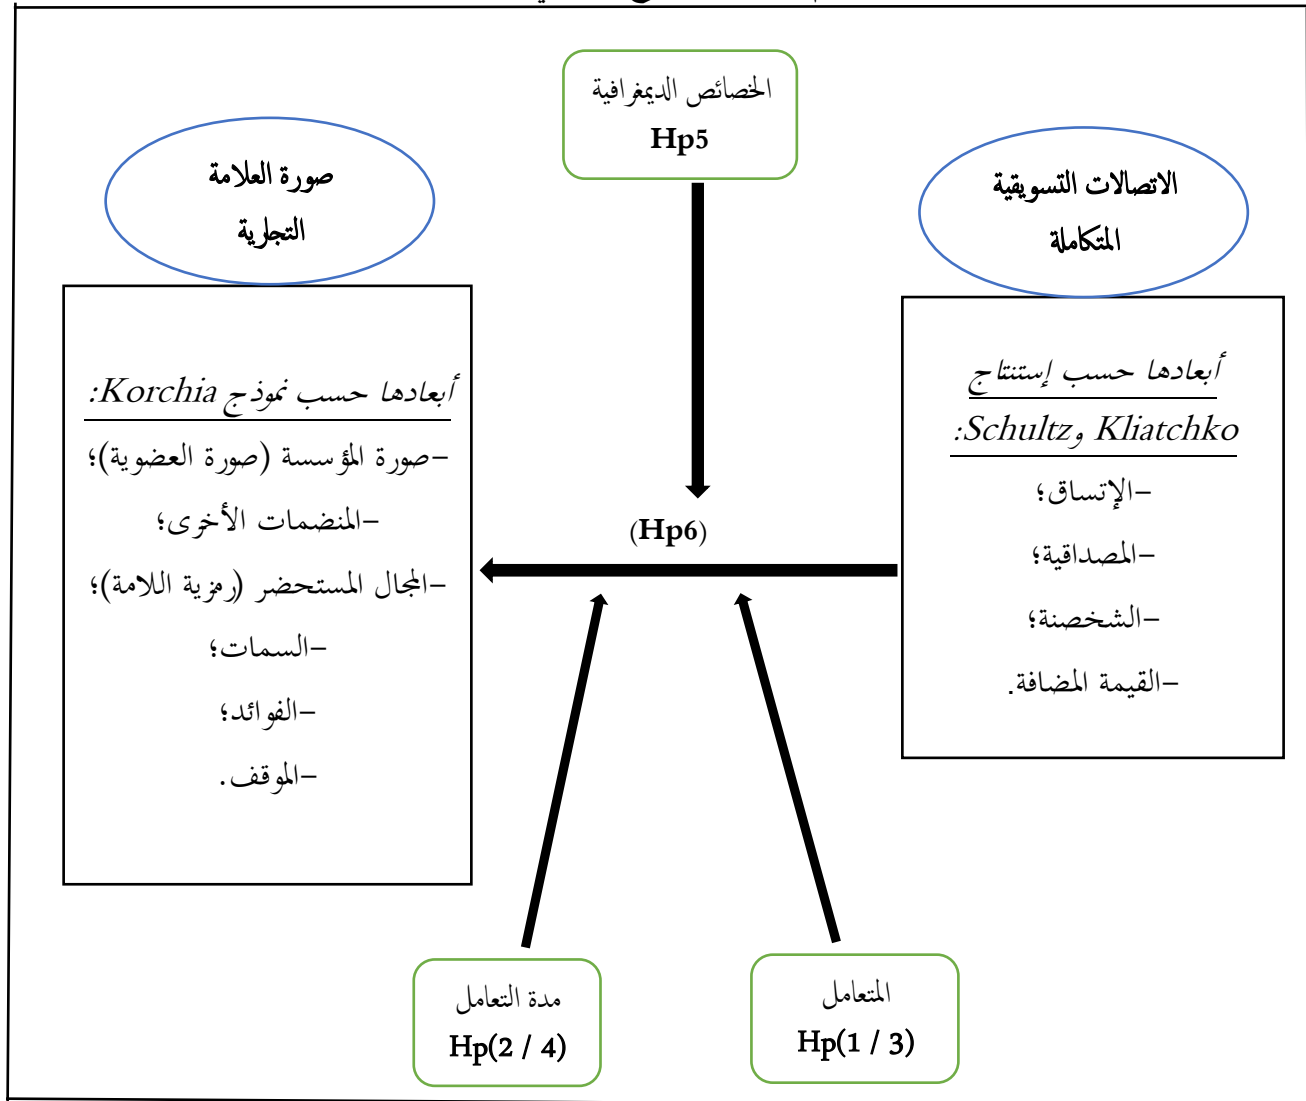 الخصائص الديمغرافية
Hp5
الاتصالات التسويقية
المتكاملة
صورة العلامة
التجارية
أبعادها حسب إستنتاج
Kliatchko وSchultz:
–الإتساق؛
–المصداقية؛
–الشخصنة؛
–القيمة المضافة.
(Hp6)
أبعادها حسب نموذج Korchia:
–صورة المؤسسة (صورة العضوية)؛
–المنضمات الأخرى؛
–المجال المستحضر (رمزية اللامة)؛
–السمات؛
–الفوائد؛
–الموقف.
المتعامل
Hp(1 / 3)
مدة التعامل
Hp(2 / 4)